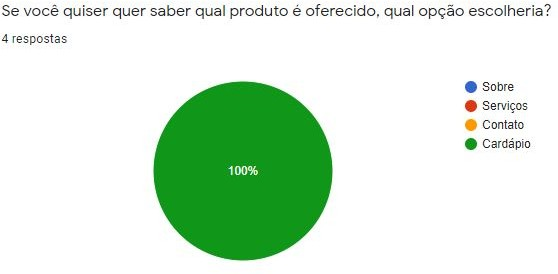 Se você quiser quer saber qual produto é oferecido, qual opção escolheria?
4 respostas
Sobre
Serviços
Contato
Cardápio
100%